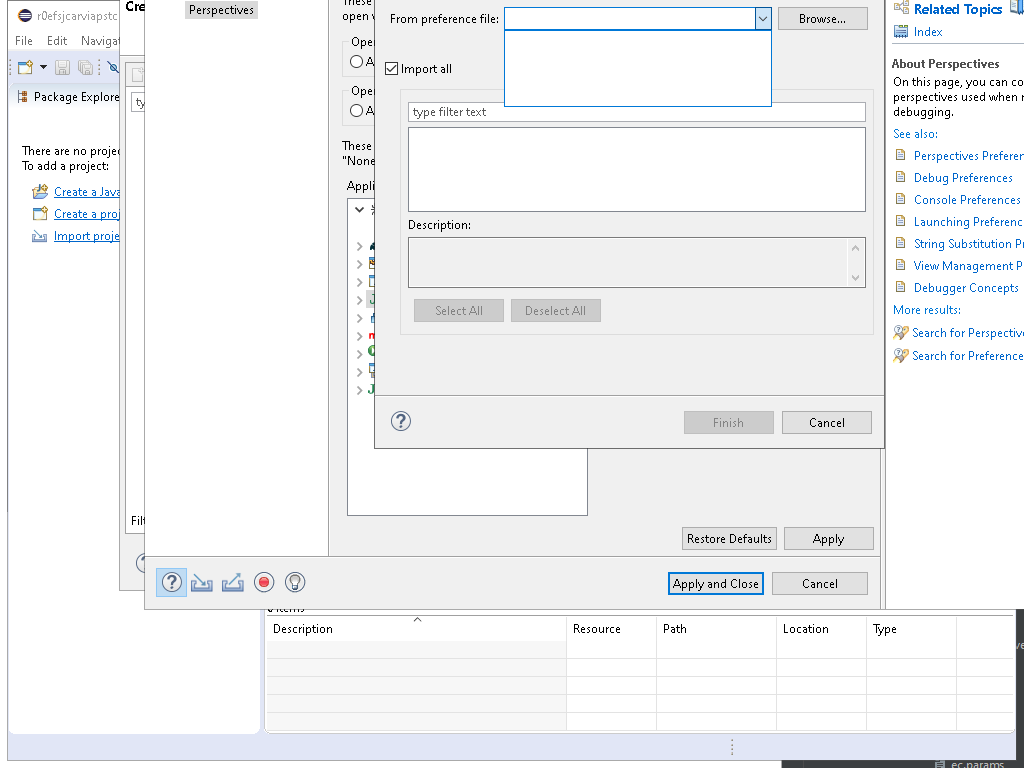 r0efsjcarviapstc
File Edit Navigat
Package Explore
There are no projec
To add a project:
Create a Java
Create a proj
Import proje
Cre
ty
Filt
Perspectives
These
open v
Oper
A
Oper
A
These
"None
Appli
From preference file:
Browse...
Import all
type filter text
Description:
Select All
Deselect All
Finish
Cancel
Restore Defaults
Apply
Apply and Close
Cancel
Related Topics
Index
About Perspectives
On this page, you can co
perspectives used when r
debugging.
See also:
Perspectives Preferen
Debug Preferences
Console Preferences
Launching Preferenc
String Substitution Pr
View Management P
Debugger Concepts
More results:
Search for Perspective
Search for Preference
items
Description Resource Path Location Type
ec.params